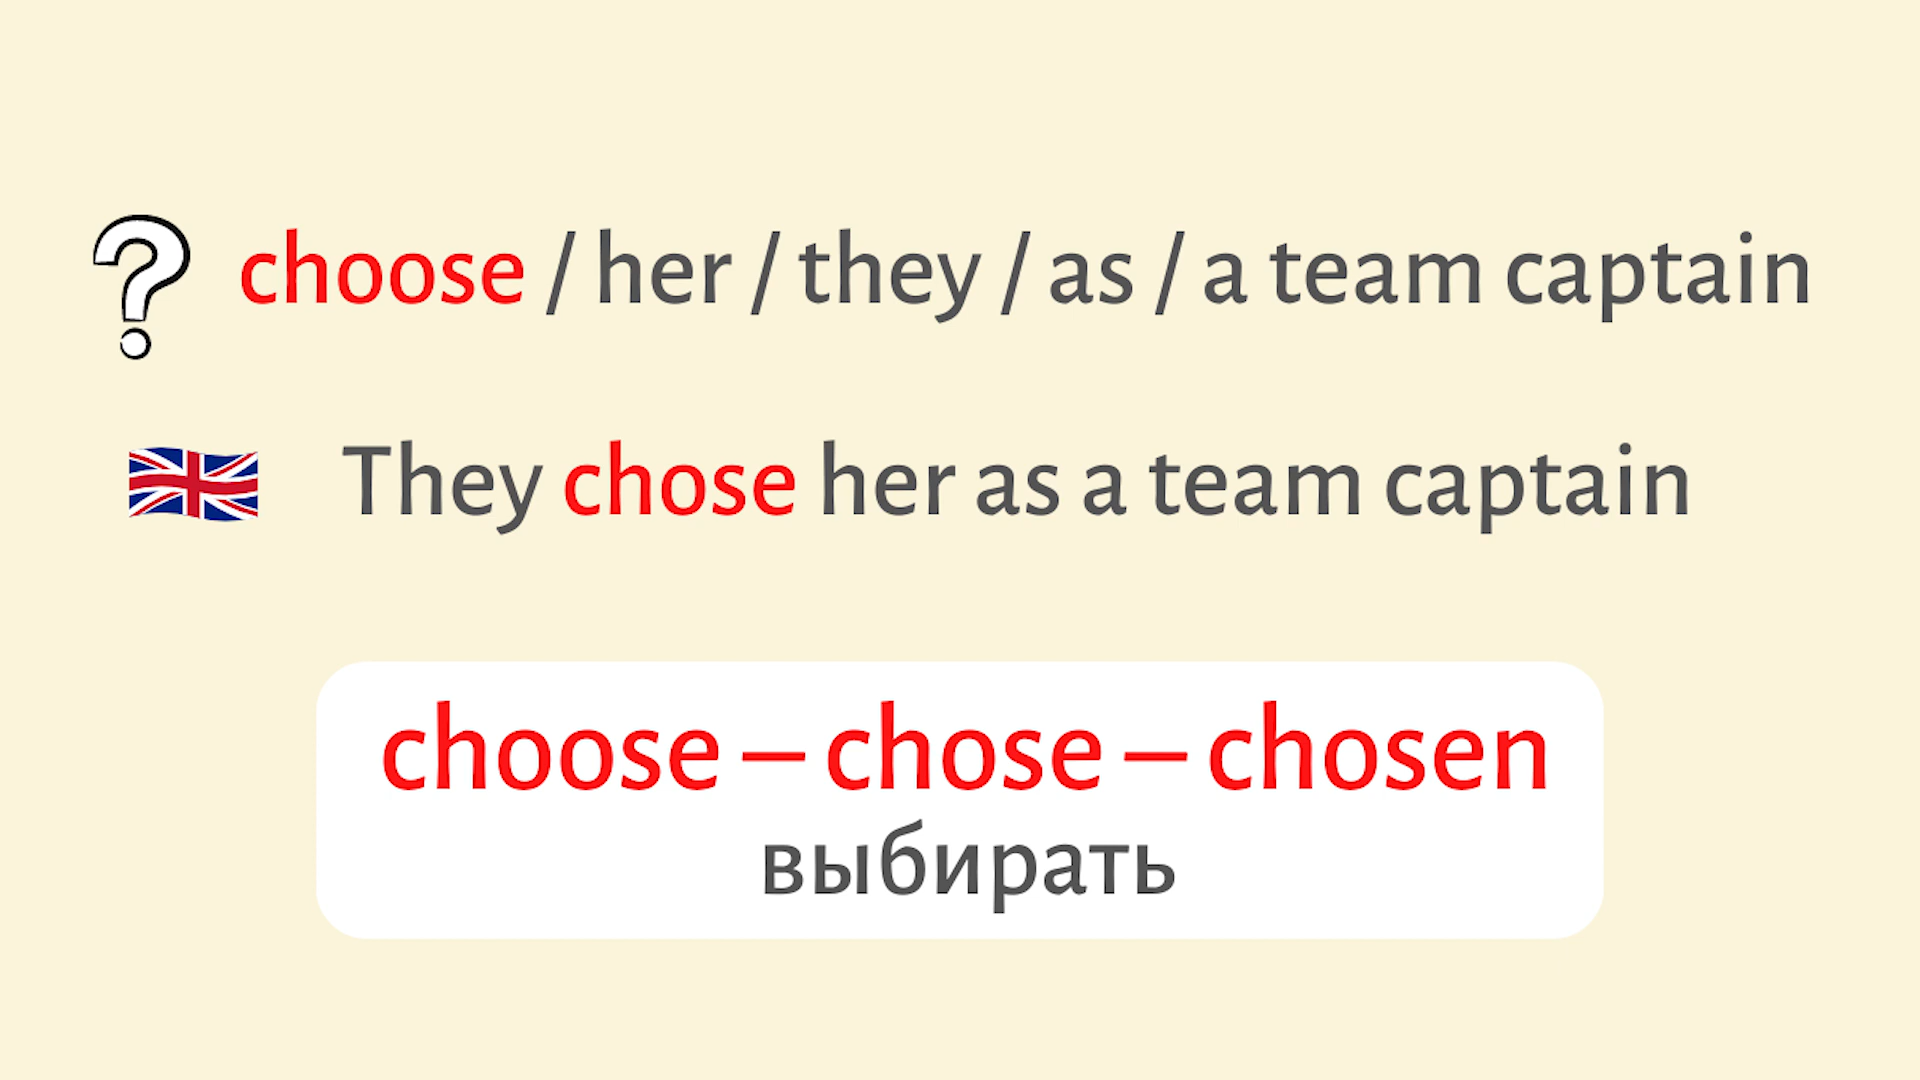 choose / her / they / as / a team captain
They chose her as a team captain
choose – chose – chosen
выбирать